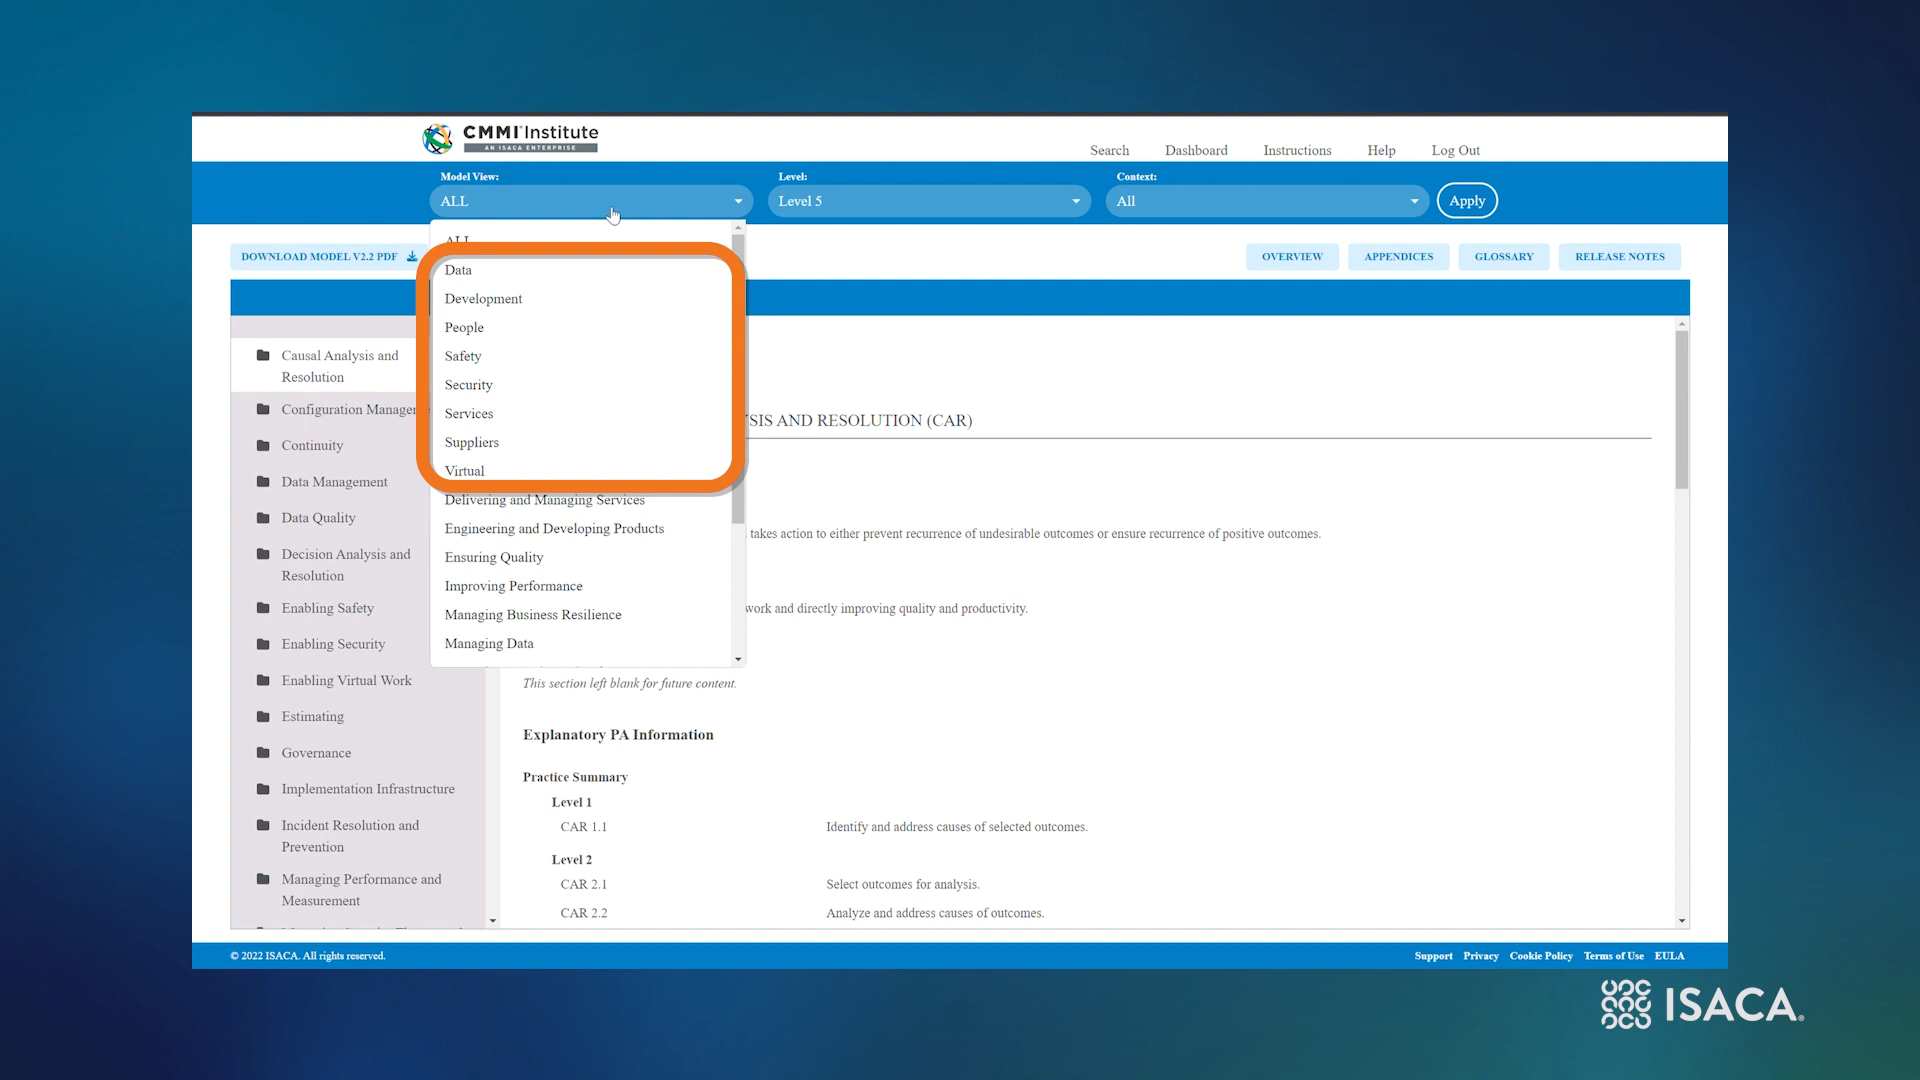 CMMI Institute
AN ISACA ENTERPRISE
Search
Dashboard
Instructions
Help
Log Out
Model View:
Level:
Context:
ALL
Level 5
All
Apply
DOWNLOAD MODEL V2.2 PDF
OVERVIEW
APPENDICES
GLOSSARY
RELEASE NOTES
ALL
Data
Development
People
Safety
Security
Services
Suppliers
Virtual
Delivering and Managing Services
Engineering and Developing Products
Ensuring Quality
Improving Performance
Managing Business Resilience
Managing Data
Causal Analysis and
Resolution
Configuration
Continuity
Data Management
Data Quality
Decision Analysis and
Resolution
Enabling Safety
Enabling Security
Enabling Virtual Work
Estimating
Governance
Implementation Infrastructure
Incident Resolution and
Prevention
Managing Performance and
Measurement
AND RESOLUTION (CAR)
takes action to either prevent recurrence of undesirable outcomes or ensure recurrence of positive outcomes.
work and directly improving quality and productivity.
This section left blank for future content.
Explanatory PA Information
Practice Summary
Level 1
CAR 1.1 Identify and address causes of selected outcomes.
Level 2
CAR 2.1 Select outcomes for analysis.
CAR 2.2 Analyze and address causes of outcomes.
© 2022 ISACA. All rights reserved.
Support
Privacy
Cookie Policy
Terms of Use
EULA
ISACA®